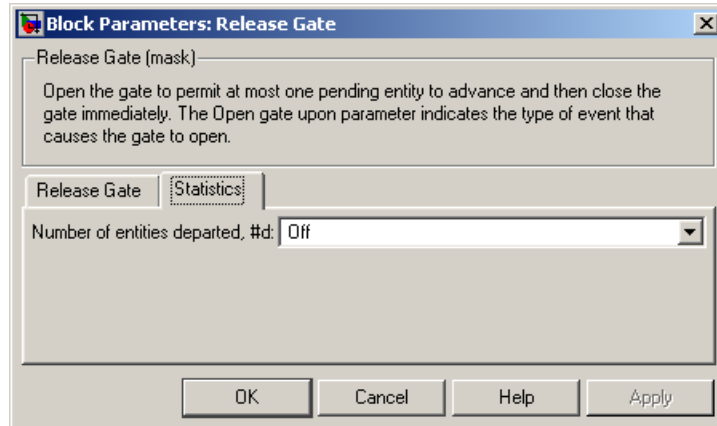 Block Parameters: Release Gate
Release Gate (mask)
Open the gate to permit at most one pending entity to advance and then close the
gate immediately. The Open gate upon parameter indicates the type of event that
causes the gate to open.
Release Gate Statistics
Number of entities departed, #d: Off
OK Cancel Help Apply